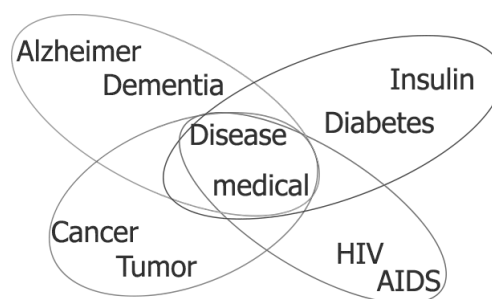 Alzheimer
Dementia
Insulin
Diabetes
Disease
medical
Cancer
Tumor
HIV
AIDS